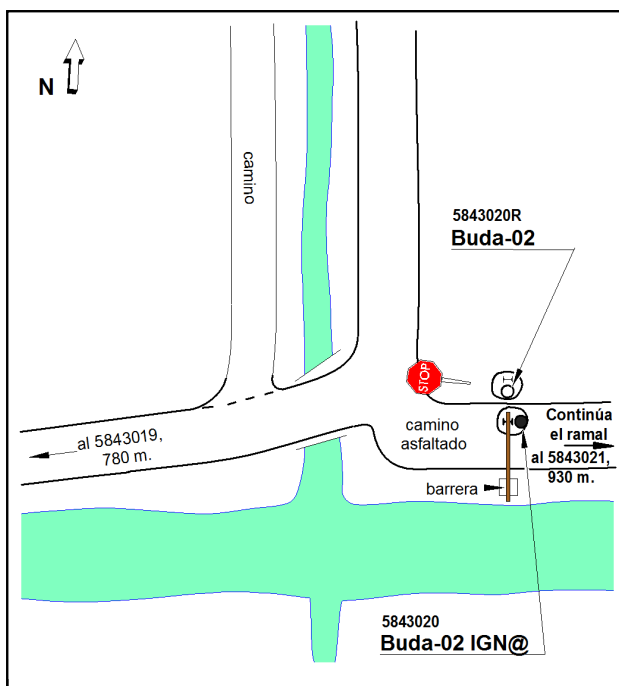 N
camino
5843020R
Buda-02
STOP
camino
asfaltado
Continúa
el ramal
al 5843021,
930 m.
al 5843019,
780 m.
barrera
5843020
Buda-02 IGN@